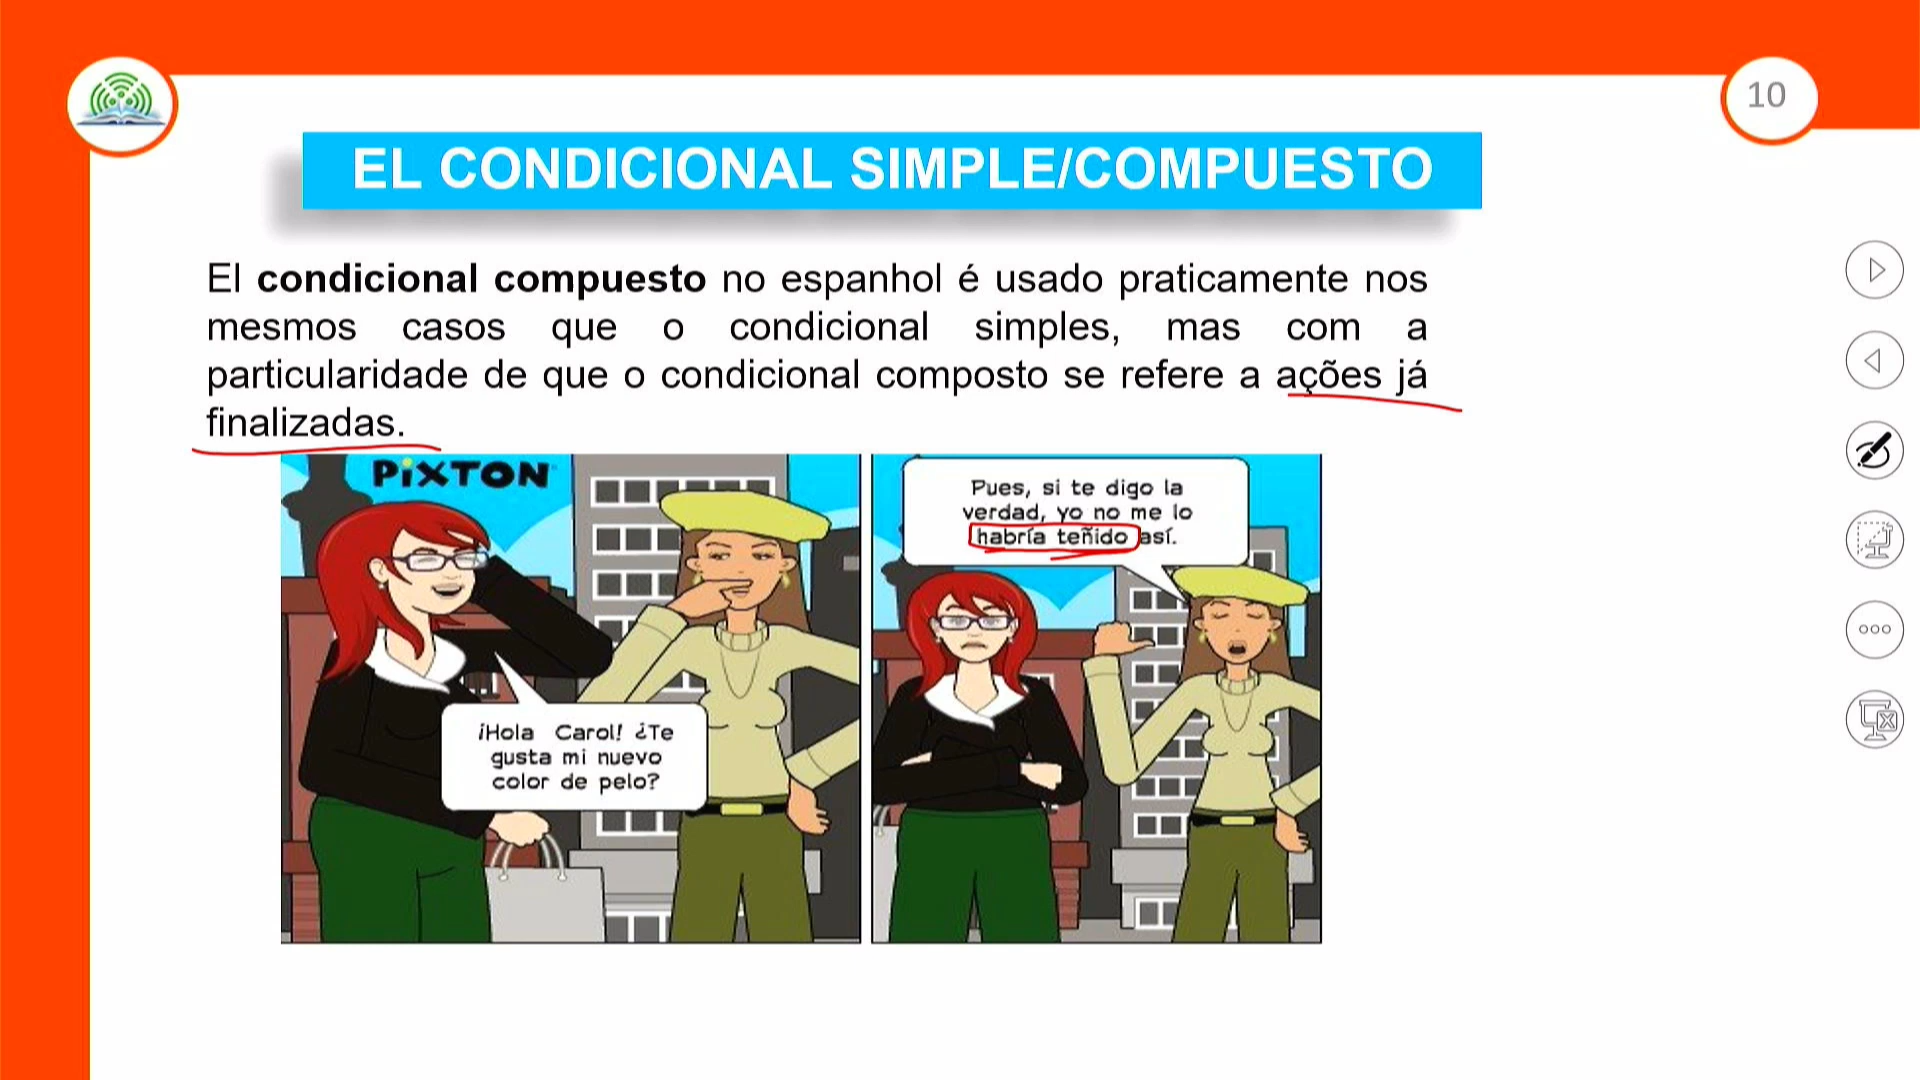 10
EL CONDICIONAL SIMPLE/COMPUESTO
El condicional compuesto no espanhol é usado praticamente nos
mesmos casos que o condicional simples, mas com a
particularidade de que o condicional composto se refere a ações já
finalizadas.
PiXTON
¡Hola Carol! ¿Te
gusta mi nuevo
color de pelo?
Pues, si te digo la
verdad, yo no me lo
habría teñido así.